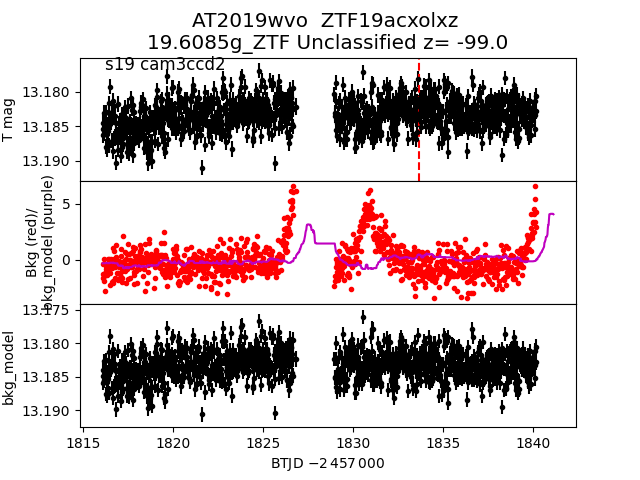 AT2019wvo  ZTF19acxolxz
19.6085g_ZTF Unclassified z= -99.0
s19 cam3ccd2
13.180
13.185
13.190
T mag
5
0
Bkg (red)/
bkg_model (purple)
13.175
13.180
13.185
13.190
bkg_model
1815 1820 1825 1830 1835 1840
BTJD −2 457 000